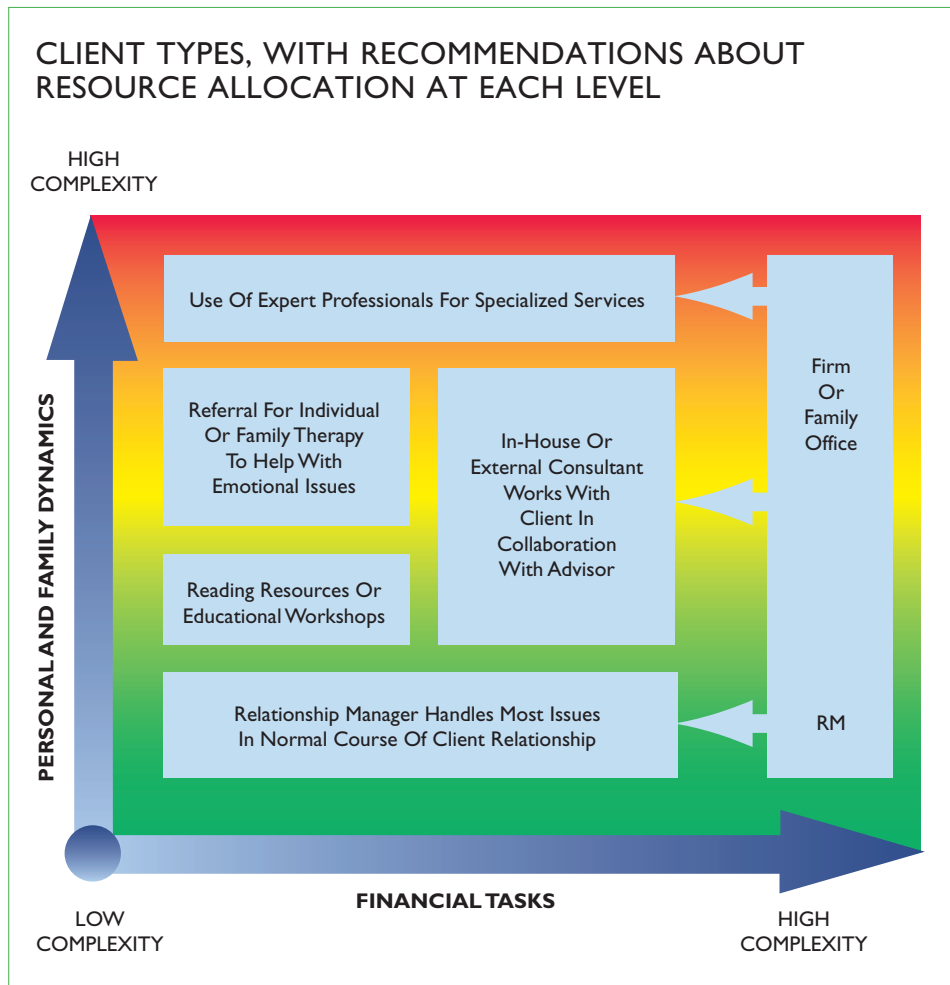 CLIENT TYPES, WITH RECOMMENDATIONS ABOUT
RESOURCE ALLOCATION AT EACH LEVEL
HIGH
COMPLEXITY
PERSONAL AND FAMILY DYNAMICS
Use Of Expert Professionals For Specialized Services
Referral For Individual
Or Family Therapy
To Help With
Emotional Issues
In-House Or
External Consultant
Works With
Client In
Collaboration
With Advisor
Reading Resources Or
Educational Workshops
Relationship Manager Handles Most Issues
In Normal Course Of Client Relationship
Firm
Or
Family
Office
RM
FINANCIAL TASKS
LOW
COMPLEXITY
HIGH
COMPLEXITY